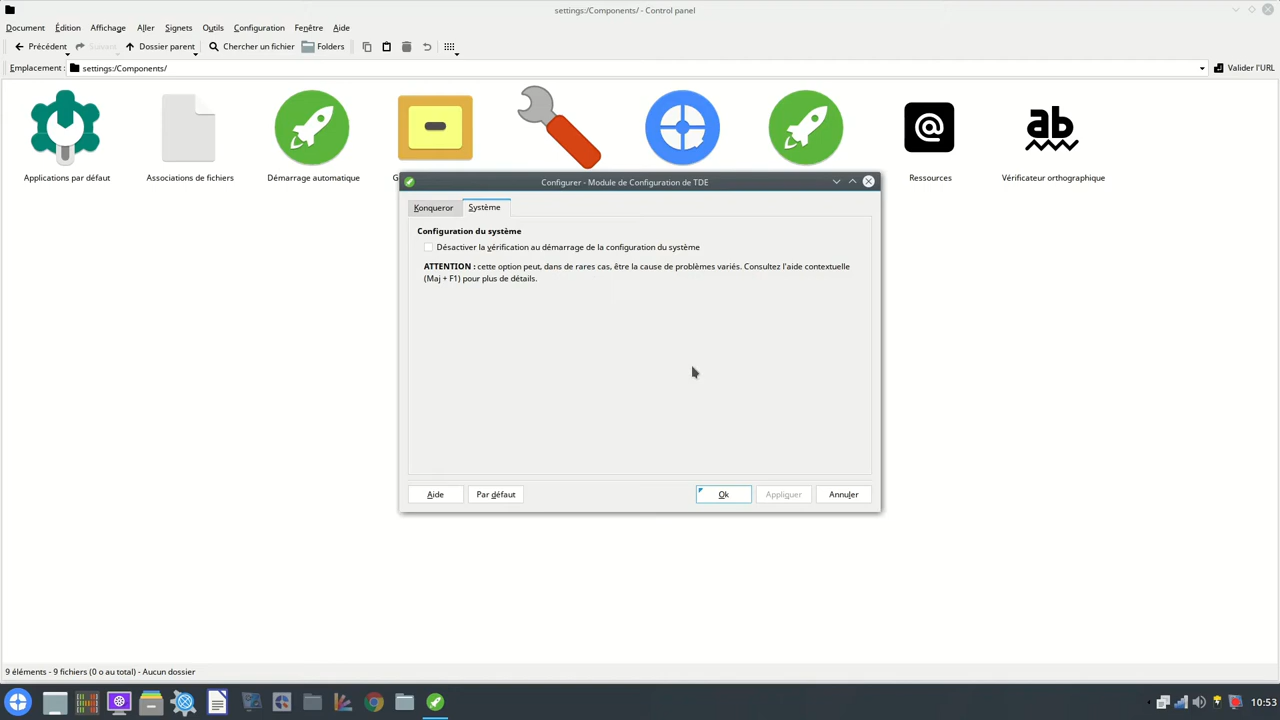 settings:/Components/ - Control panel
Document Édition Affichage Aller Signets Outils Configuration Fenêtre Aide
Précédent Suivant Dossier parent Chercher un fichier Folders
Emplacement : settings:/Components/ Valider l'URL
@ ab
Applications par défaut Associations de fichiers Démarrage automatique G Ressources Vérificateur orthographique
Configurer - Module de Configuration de TDE
Konqueror Système
Configuration du système
Désactiver la vérification au démarrage de la configuration du système
ATTENTION : cette option peut, dans de rares cas, être la cause de problèmes variés. Consultez l'aide contextuelle
(Maj + F1) pour plus de détails.
Aide Par défaut Ok Appliquer Annuler
9 éléments - 9 fichiers (0 o au total) - Aucun dossier
10:53